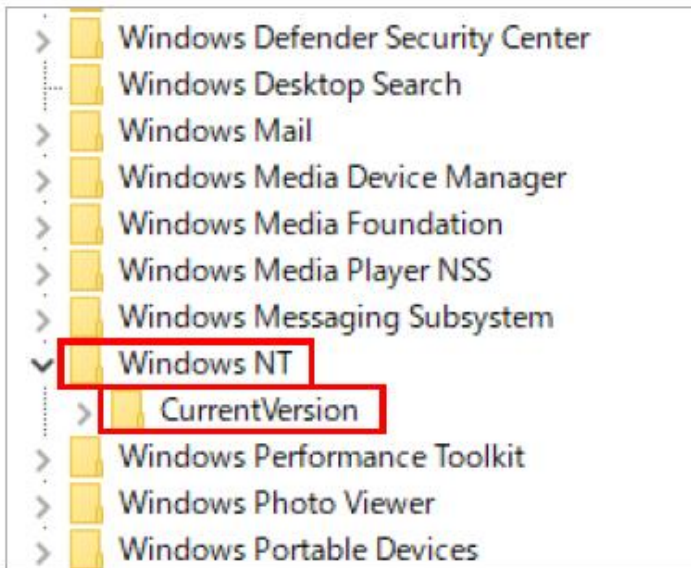 Windows Defender Security Center
Windows Desktop Search
Windows Mail
Windows Media Device Manager
Windows Media Foundation
Windows Media Player NSS
Windows Messaging Subsystem
Windows NT
CurrentVersion
Windows Performance Toolkit
Windows Photo Viewer
Windows Portable Devices